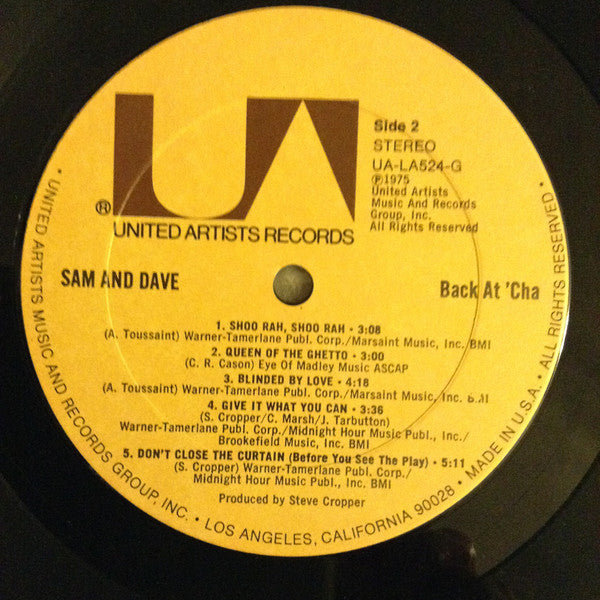 UA
®
UNITED ARTISTS RECORDS
Side 2
STEREO
UA-LA524-G
℗1975
United Artists
Music And Records
Group, Inc.
All Rights Reserved
SAM AND DAVE
Back At 'Cha
1. SHOO RAH, SHOO RAH • 3:08
(A. Toussaint) Warner-Tamerlane Publ. Corp./Marsaint Music, Inc. BMI
2. QUEEN OF THE GHETTO • 3:00
(C. R. Cason) Eye Of Madley Music ASCAP
3. BLINDED BY LOVE • 4:18
(A. Toussaint) Warner-Tamerlane Publ. Corp./Marsaint Music, Inc. BMI
4. GIVE IT WHAT YOU CAN • 3:36
(S. Cropper/C. Marsh/J. Tarbutton)
Warner-Tamerlane Publ. Corp./Midnight Hour Music Publ., Inc./
Brookefield Music, Inc. BMI
5. DON'T CLOSE THE CURTAIN (Before You See The Play) • 5:11
(S. Cropper) Warner-Tamerlane Publ. Corp./
Midnight Hour Music Publ., Inc. BMI
Produced by Steve Cropper
• UNITED ARTISTS MUSIC AND RECORDS GROUP, INC. • LOS ANGELES, CALIFORNIA 90028 • MADE IN U.S.A. • ALL RIGHTS RESERVED •